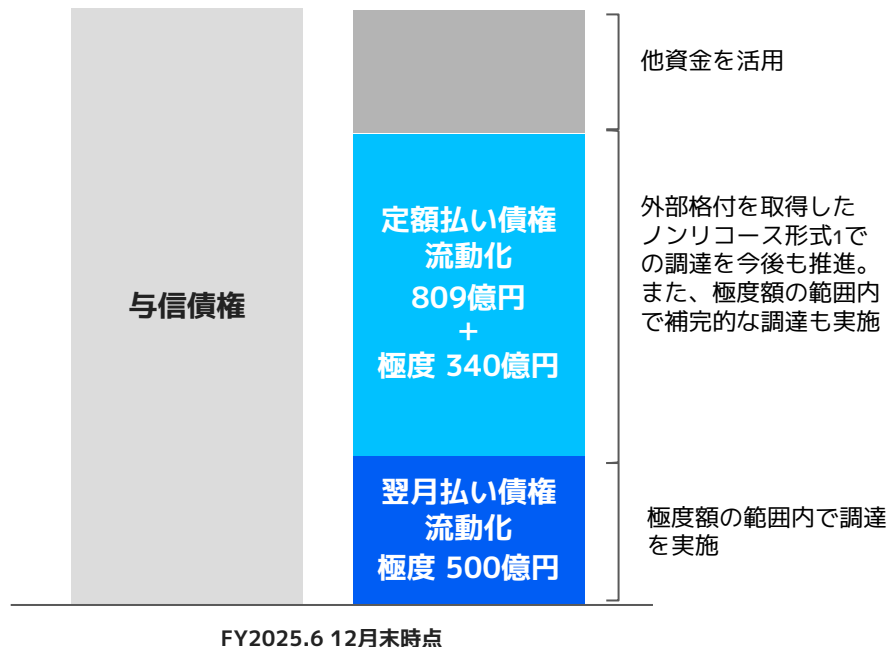 与信債権
定額払い債権
流動化
809億円
+
極度 340億円
翌月払い債権
流動化
極度 500億円
他資金を活用
外部格付を取得した
ノンリコース形式1で
の調達を今後も推進。
また、極度額の範囲内
で補完的な調達も実施
極度額の範囲内で調達
を実施
FY2025.6 12月末時点